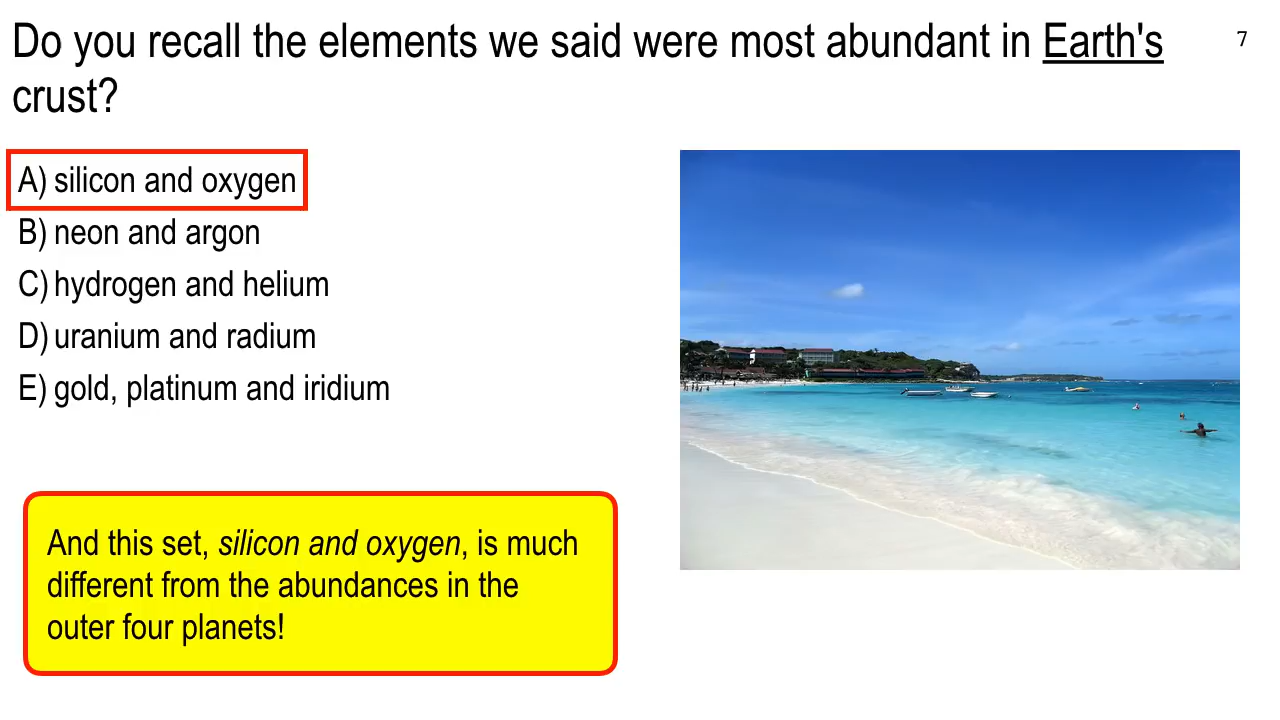 Do you recall the elements we said were most abundant in Earth's
7
crust?
A) silicon and oxygen
B) neon and argon
C) hydrogen and helium
D) uranium and radium
E) gold, platinum and iridium
And this set, silicon and oxygen, is much
different from the abundances in the
outer four planets!